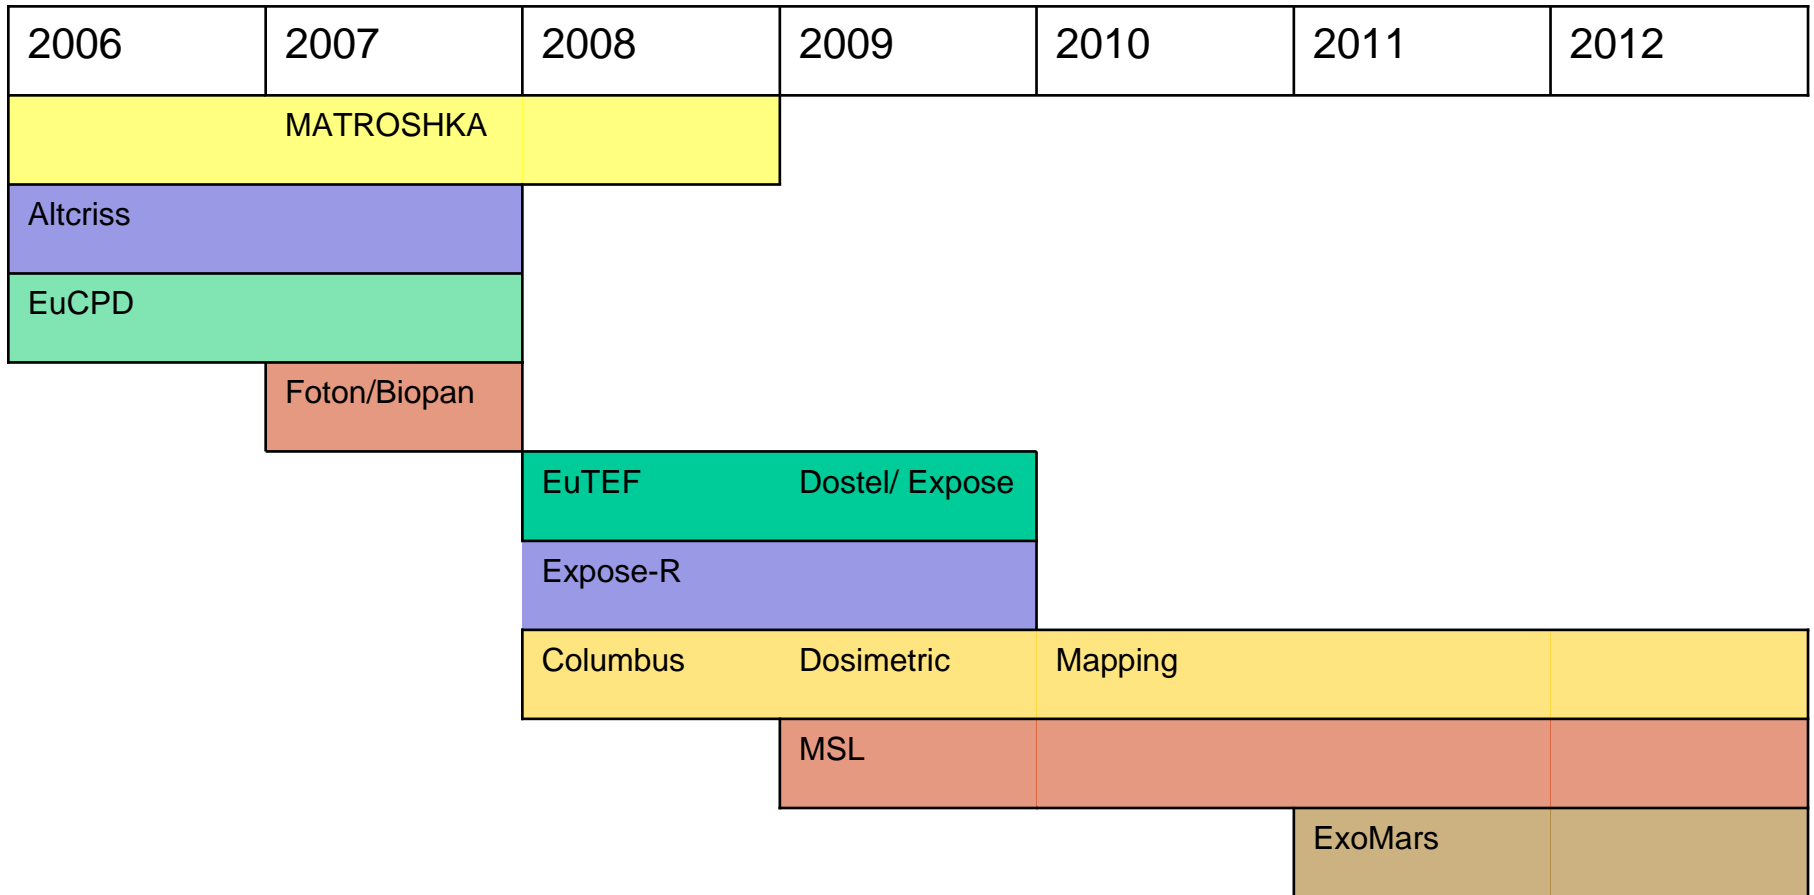 2006 2007 2008 2009 2010 2011 2012
MATROSHKA
Altcriss
EuCPD
Foton/Biopan
EuTEF Dostel/ Expose
Expose-R
Columbus Dosimetric Mapping
MSL
ExoMars